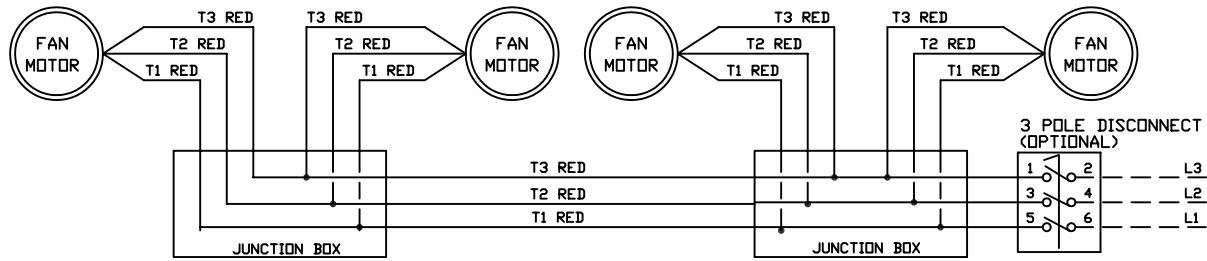 T3 RED
T3 RED
T3 RED
T3 RED
FAN
MOTOR
T2 RED
T2 RED
FAN
MOTOR
FAN
MOTOR
T2 RED
T2 RED
FAN
MOTOR
T1 RED
T1 RED
T1 RED
T1 RED
3 POLE DISCONNECT
(OPTIONAL)
T3 RED
1
2
L3
T2 RED
3
4
L2
T1 RED
5
6
L1
JUNCTION BOX
JUNCTION BOX